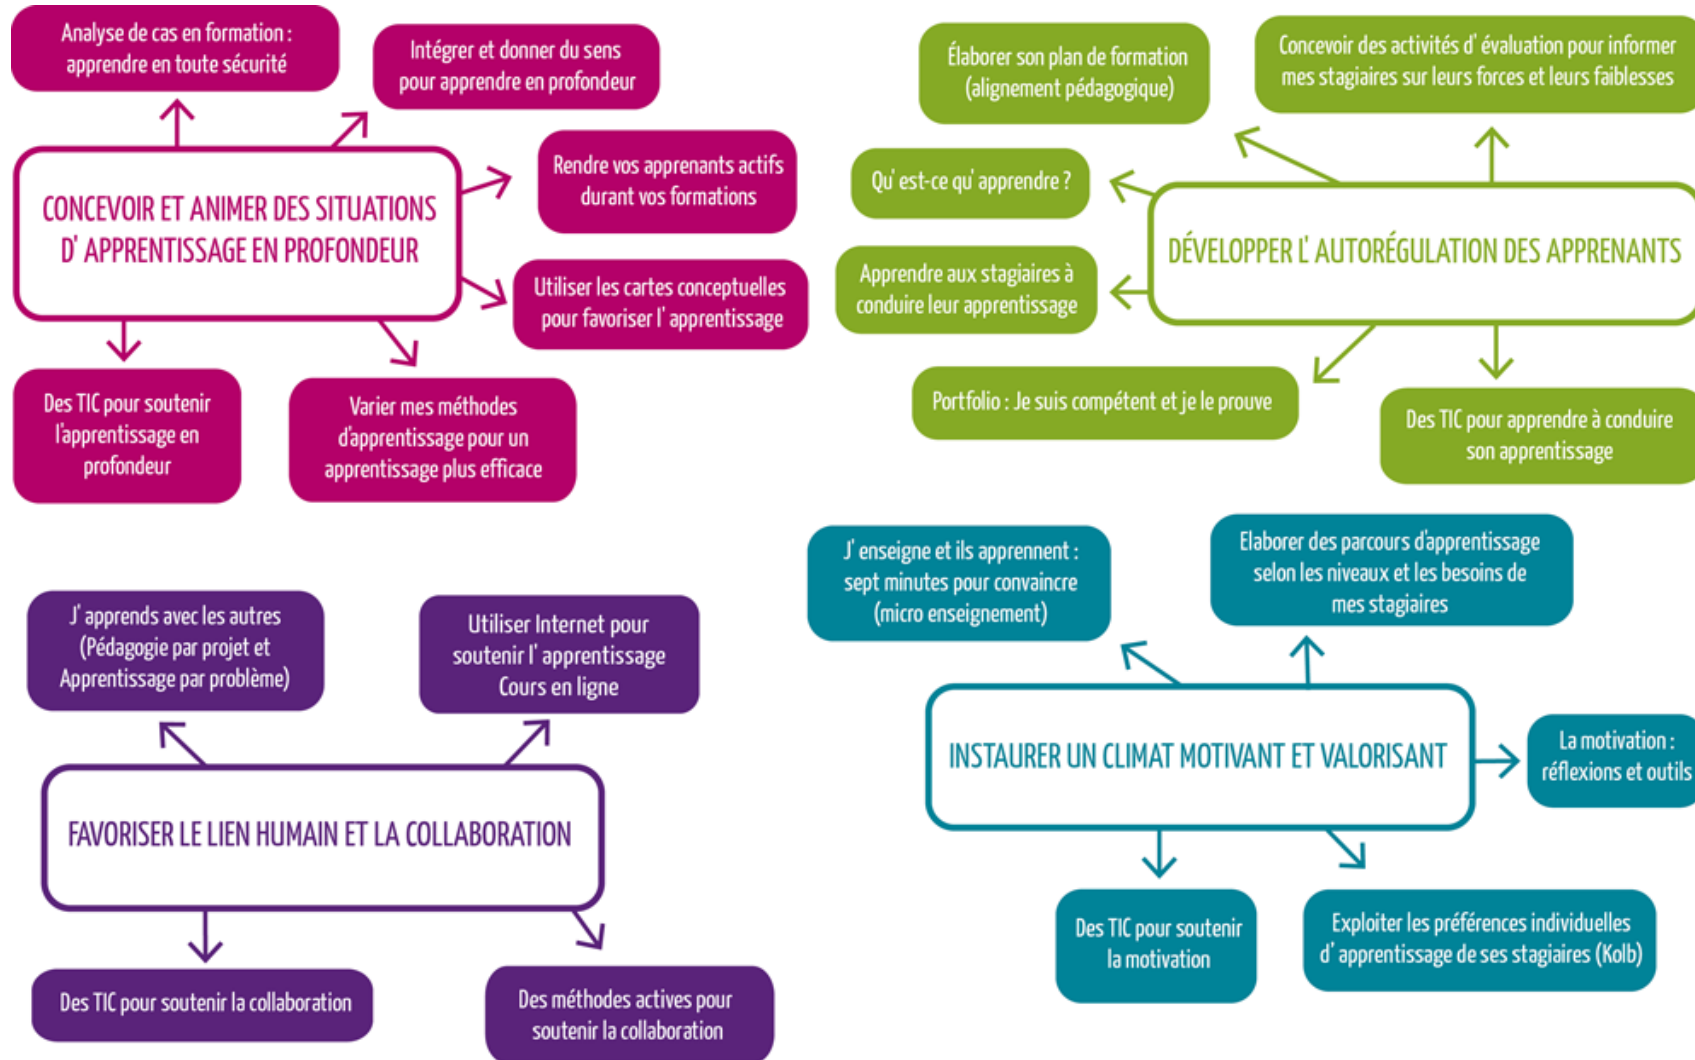 Analyse de cas en formation :
apprendre en toute sécurité
Intégrer et donner du sens
pour apprendre en profondeur
CONCEVOIR ET ANIMER DES SITUATIONS
D' APPRENTISSAGE EN PROFONDEUR
Rendre vos apprenants actifs
durant vos formations
Utiliser les cartes conceptuelles
pour favoriser l' apprentissage
Des TIC pour soutenir
l'apprentissage en
profondeur
Varier mes méthodes
d'apprentissage pour un
apprentissage plus efficace
Élaborer son plan de formation
(alignement pédagogique)
Concevoir des activités d' évaluation pour informer
mes stagiaires sur leurs forces et leurs faiblesses
Qu' est-ce qu' apprendre ?
DÉVELOPPER L' AUTORÉGULATION DES APPRENANTS
Apprendre aux stagiaires à
conduire leur apprentissage
Portfolio : Je suis compétent et je le prouve
Des TIC pour apprendre à conduire
son apprentissage
J' apprends avec les autres
(Pédagogie par projet et
Apprentissage par problème)
Utiliser Internet pour
soutenir l' apprentissage
Cours en ligne
FAVORISER LE LIEN HUMAIN ET LA COLLABORATION
Des TIC pour soutenir la collaboration
Des méthodes actives pour
soutenir la collaboration
J' enseigne et ils apprennent :
sept minutes pour convaincre
(micro enseignement)
Elaborer des parcours d'apprentissage
selon les niveaux et les besoins de
mes stagiaires
INSTAURER UN CLIMAT MOTIVANT ET VALORISANT
La motivation :
réflexions et outils
Des TIC pour soutenir
la motivation
Exploiter les préférences individuelles
d' apprentissage de ses stagiaires (Kolb)